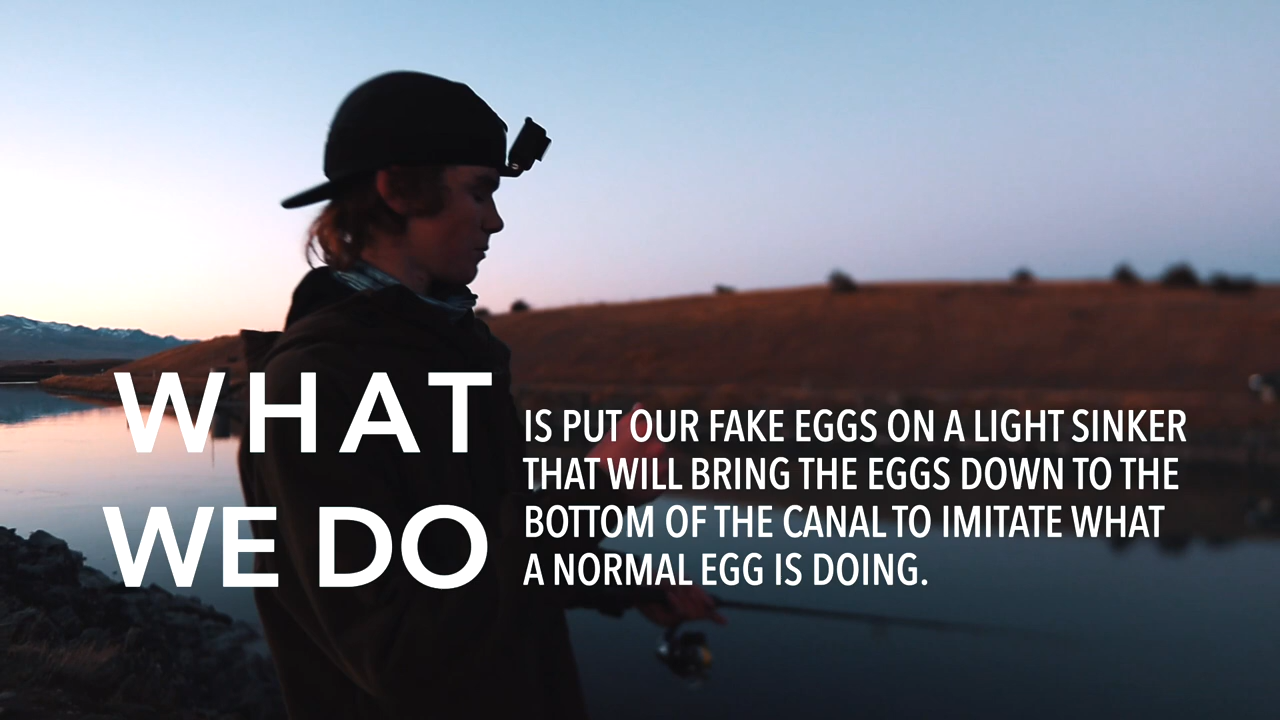 WHAT
WE DO
IS PUT OUR FAKE EGGS ON A LIGHT SINKER
THAT WILL BRING THE EGGS DOWN TO THE
BOTTOM OF THE CANAL TO IMITATE WHAT
A NORMAL EGG IS DOING.